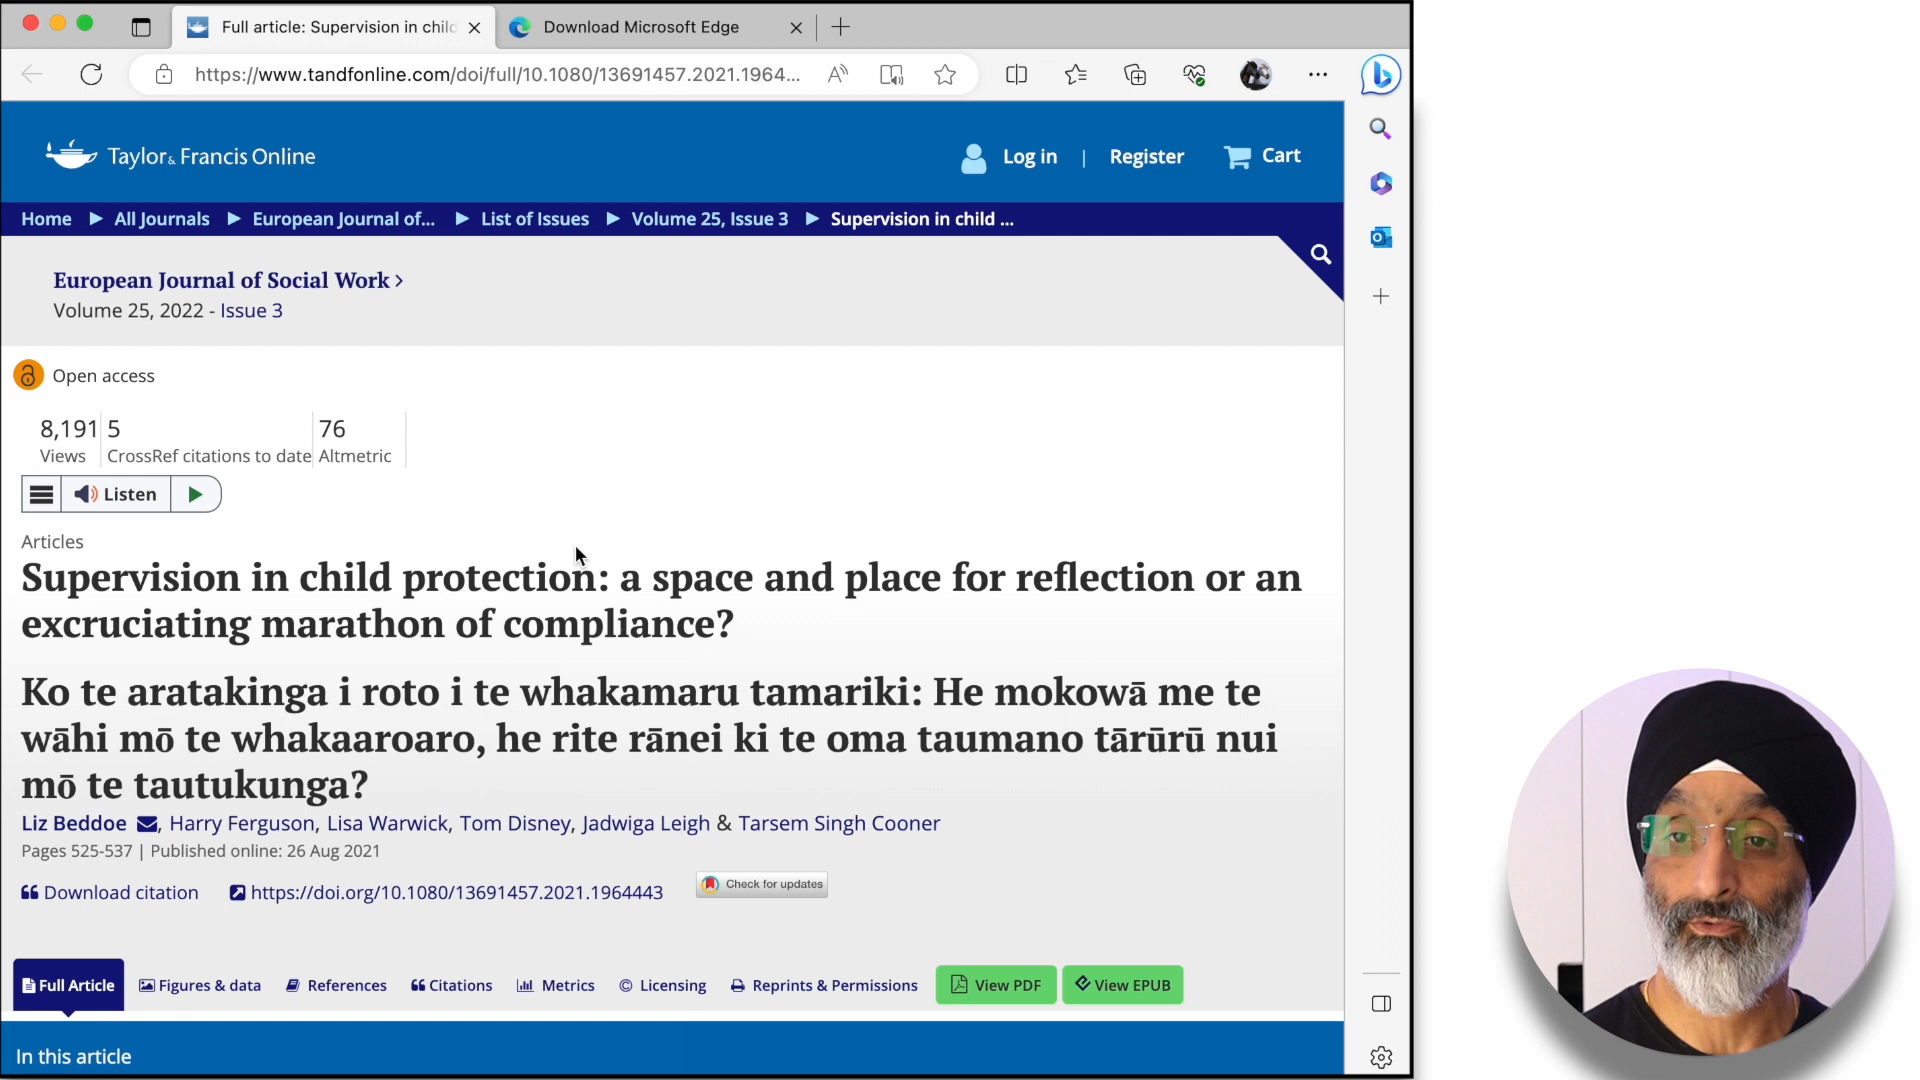 Full article: Supervision in chil
Download Microsoft Edge
https://www.tandfonline.com/doi/full/10.1080/13691457.2021.1964...
Taylor & Francis Online
Log in | Register
Cart
Home ▶ All Journals ▶ European Journal of... ▶ List of Issues ▶ Volume 25, Issue 3 ▶ Supervision in child ...
European Journal of Social Work >
Volume 25, 2022 - Issue 3
Open access
8,191 5 76
Views CrossRef citations to date Altmetric
Listen
Articles
Supervision in child protection: a space and place for reflection or an
excruciating marathon of compliance?
Ko te aratakinga i roto i te whakamaru tamariki: He mokowā me te
wāhi mō te whakaaroaro, he rite rānei ki te oma taumano tārūrū nui
mō te tautukunga?
Liz Beddoe, Harry Ferguson, Lisa Warwick, Tom Disney, Jadwiga Leigh & Tarsem Singh Cooner
Pages 525-537 | Published online: 26 Aug 2021
Download citation https://doi.org/10.1080/13691457.2021.1964443 Check for updates
Full Article Figures & data References Citations Metrics Licensing Reprints & Permissions View PDF View EPUB
In this article